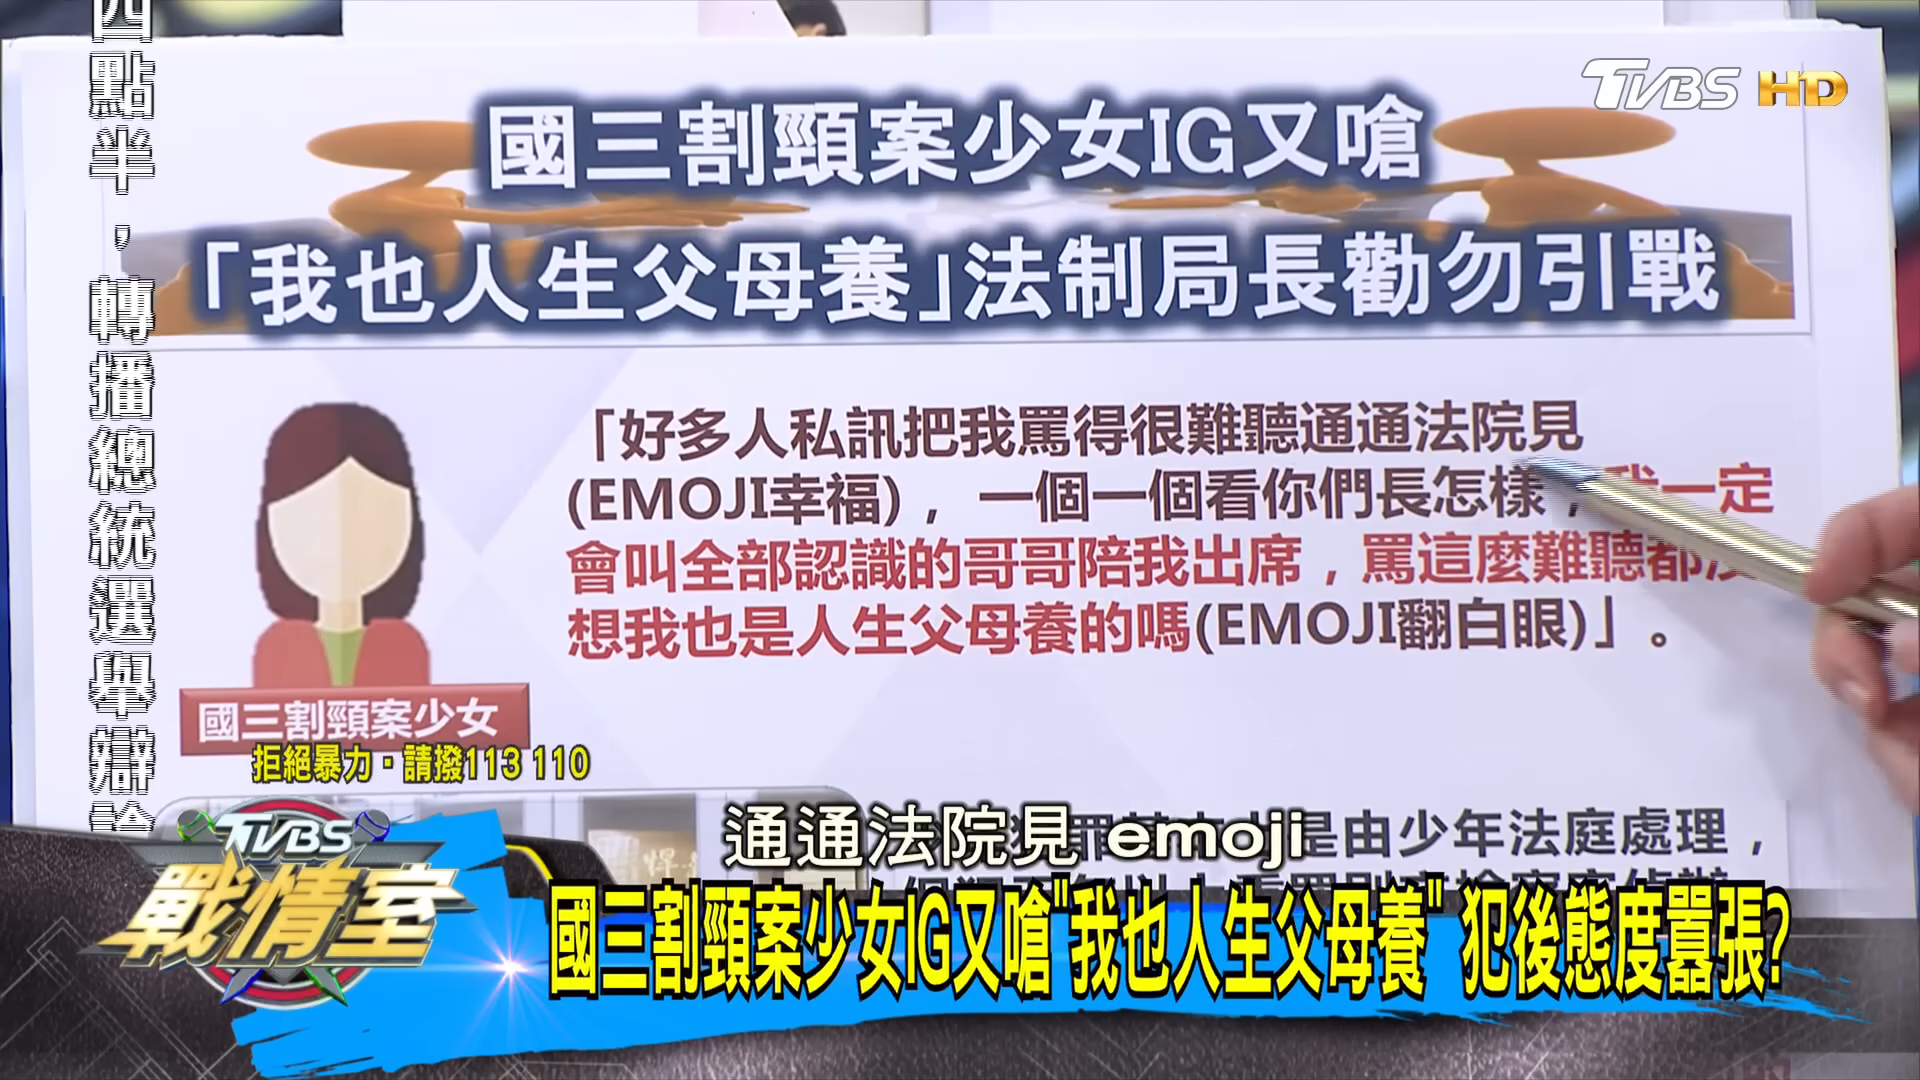 四點半，轉播總統選舉辯論
TVBS HD
國三割頸案少女IG又嗆
「我也人生父母養」法制局長勸勿引戰
「好多人私訊把我罵得很難聽通通法院見
(EMOJI幸福)，一個一個看你們長怎樣，我一定
會叫全部認識的哥哥陪我出席，罵這麼難聽都沒
想我也是人生父母養的嗎(EMOJI翻白眼)」。
國三割頸案少女
拒絕暴力·請撥113 110
是由少年法庭處理，
通通法院見 emoji
TVBS
戰情室
國三割頸案少女IG又嗆"我也人生父母養" 犯後態度囂張?